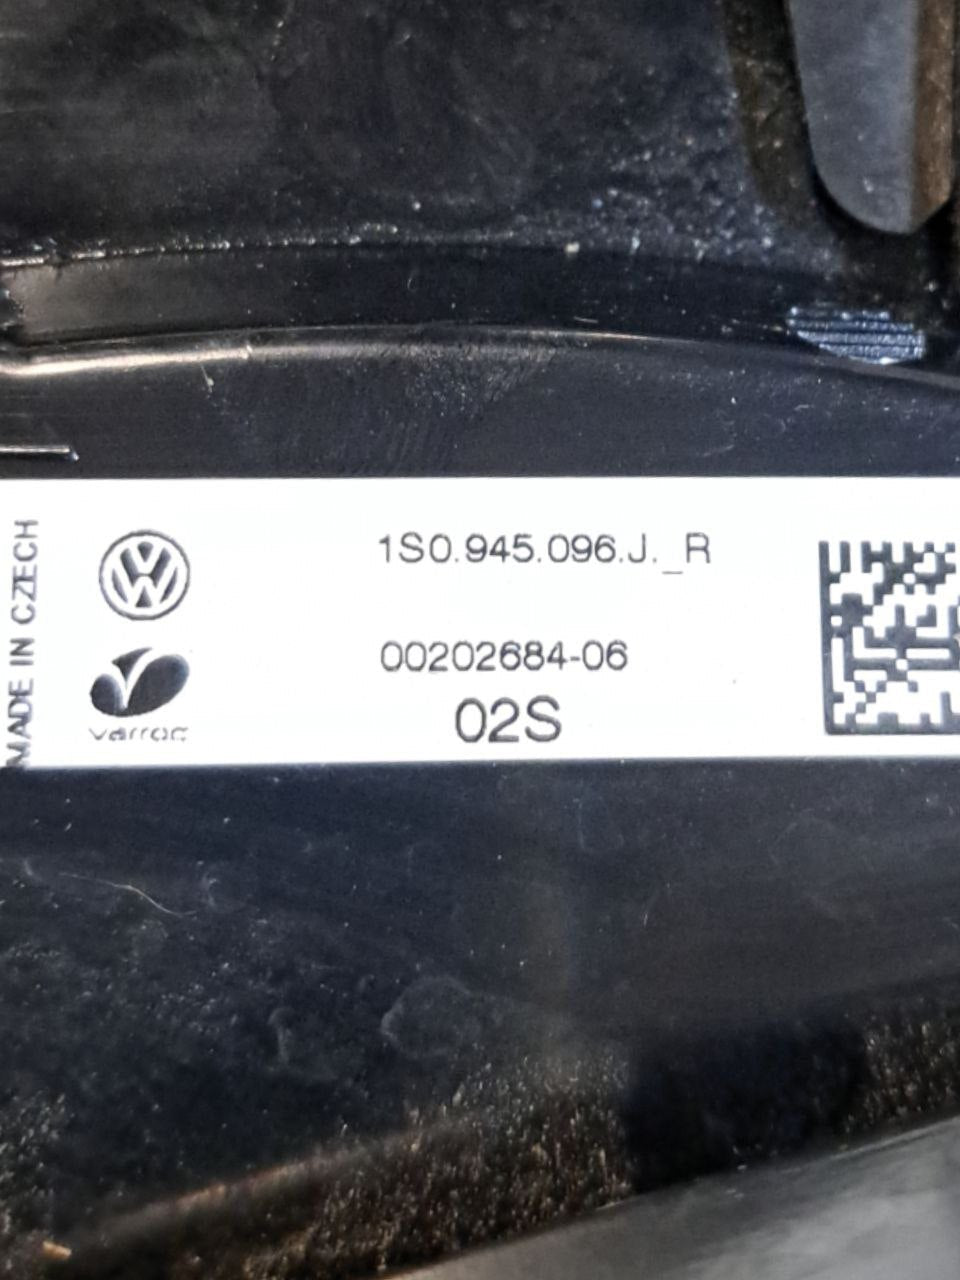 MADE IN CZECH
1S0.945.096.J._R
00202684-06
02S
varroc